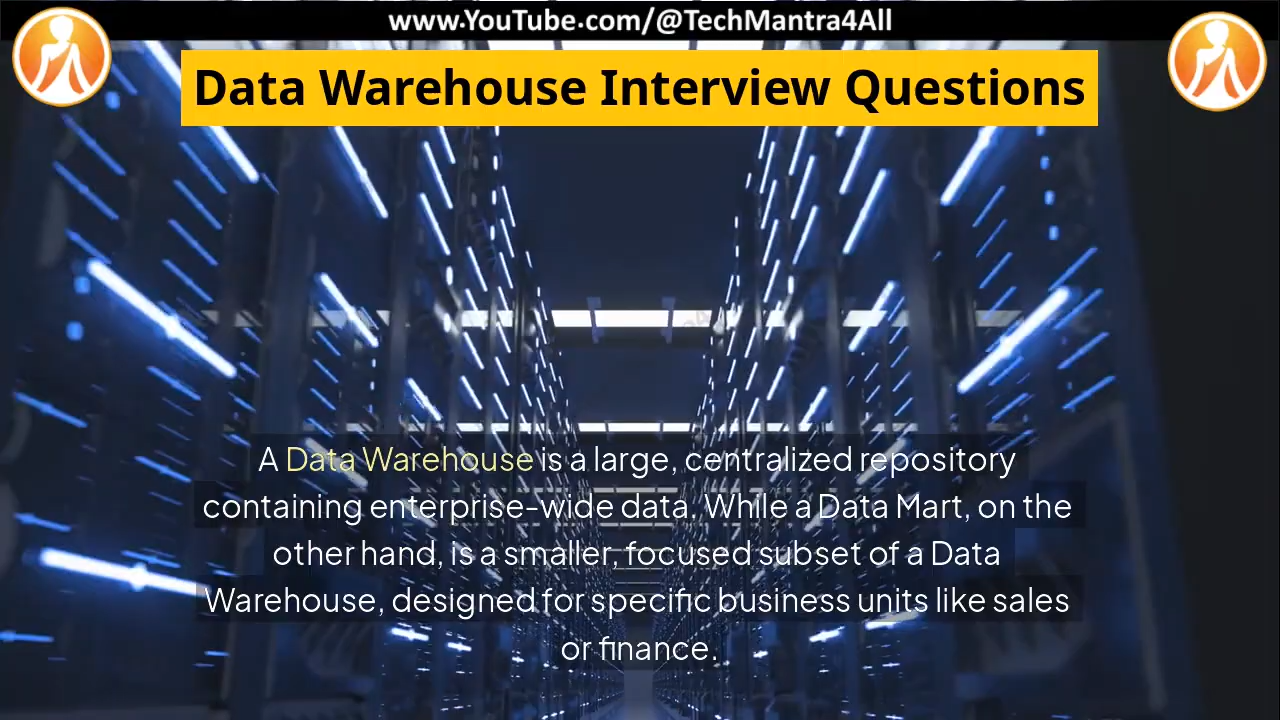 www.YouTube.com/@TechMantra4All
Data Warehouse Interview Questions
A Data Warehouse is a large, centralized repository
containing enterprise-wide data. While a Data Mart, on the
other hand, is a smaller, focused subset of a Data
Warehouse, designed for specific business units like sales
or finance.